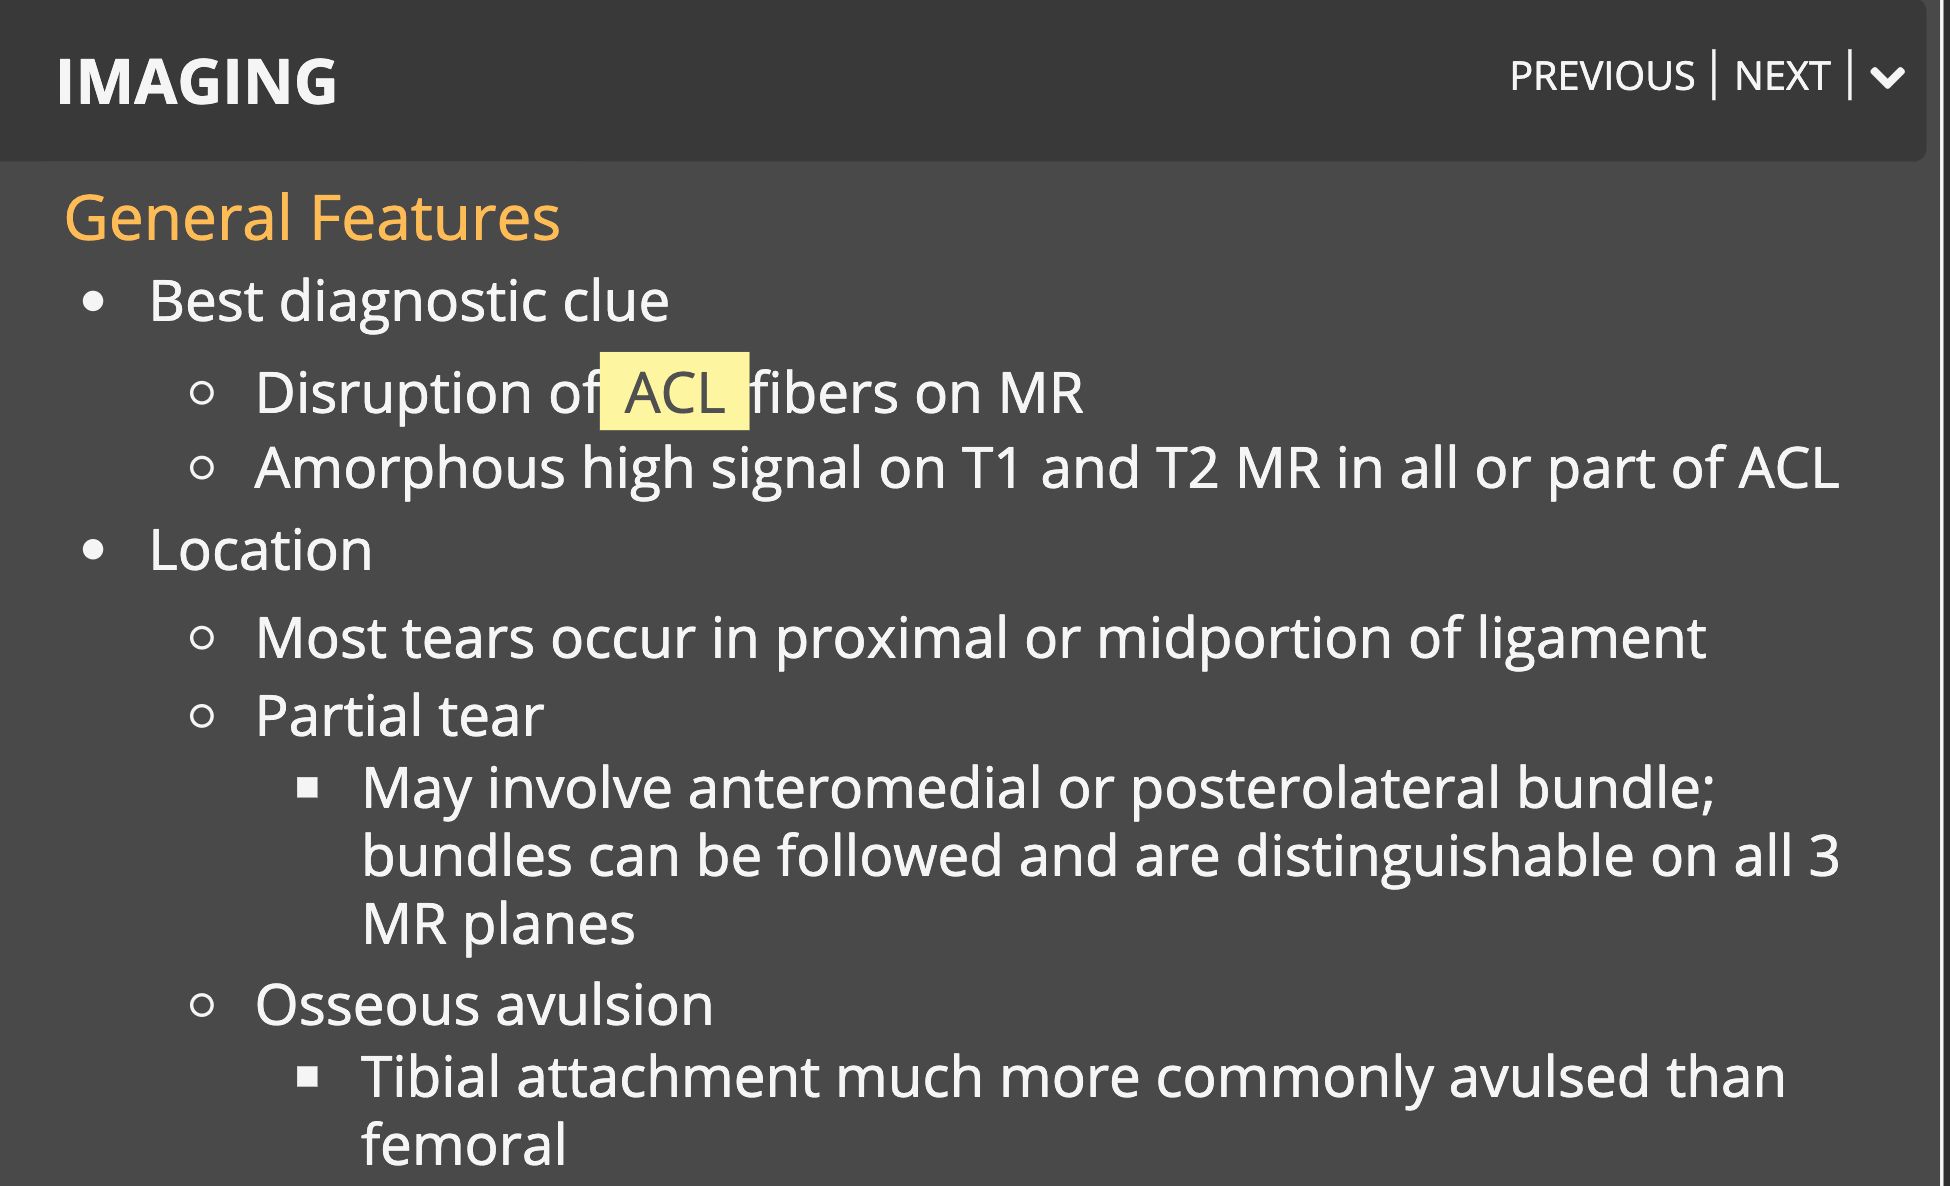 IMAGING
PREVIOUS | NEXT |
General Features
• Best diagnostic clue
○ Disruption of ACL fibers on MR
○ Amorphous high signal on T1 and T2 MR in all or part of ACL
• Location
○ Most tears occur in proximal or midportion of ligament
○ Partial tear
▪ May involve anteromedial or posterolateral bundle;
bundles can be followed and are distinguishable on all 3
MR planes
○ Osseous avulsion
▪ Tibial attachment much more commonly avulsed than
femoral